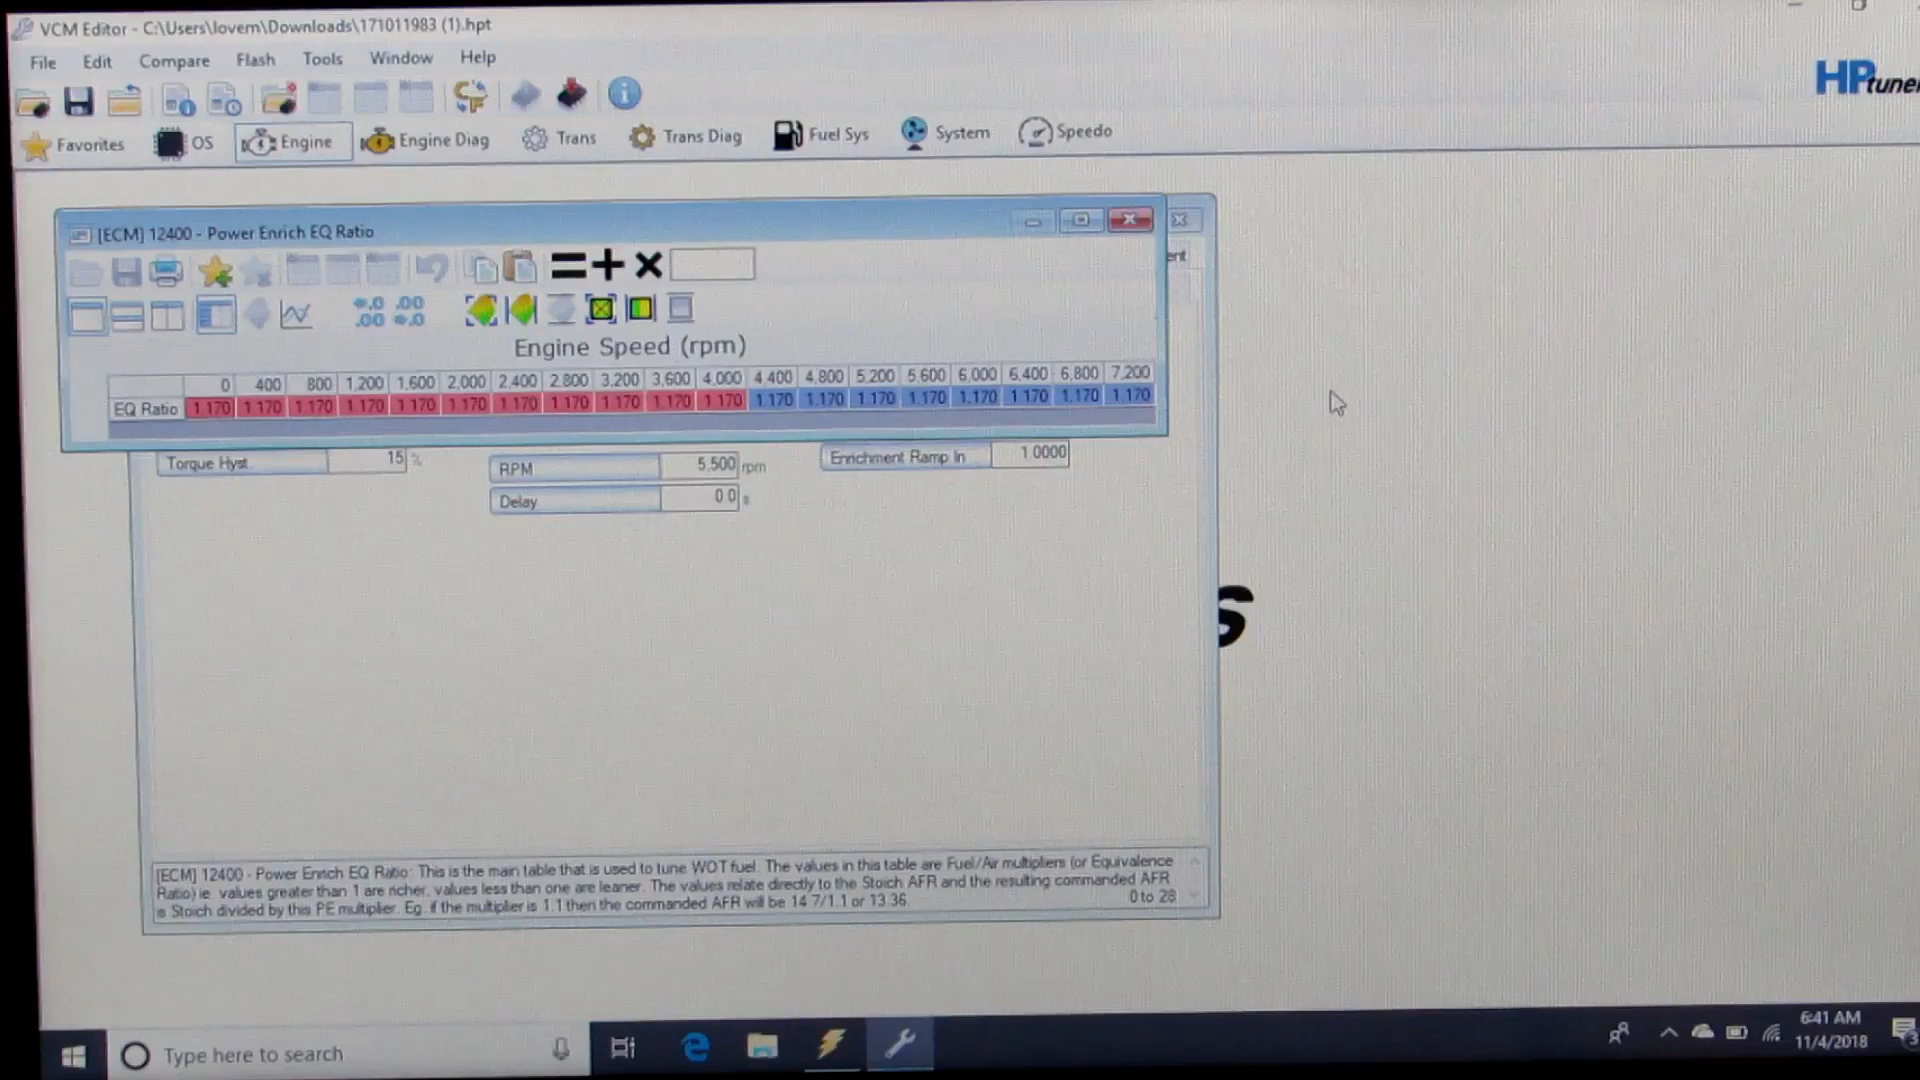 VCM Editor - C:\Users\lovem\Downloads\171011983 (1).hpt
File Edit Compare Flash Tools Window Help
HPtuner
Favorites OS Engine Engine Diag Trans Trans Diag Fuel Sys System Speedo
[ECM] 12400 - Power Enrich EQ Ratio
ent
Engine Speed (rpm)
0 400 800 1,200 1,600 2,000 2,400 2,800 3,200 3,600 4,000 4,400 4,800 5,200 5,600 6,000 6,400 6,800 7,200
EQ Ratio 1.170 1.170 1.170 1.170 1.170 1.170 1.170 1.170 1.170 1.170 1.170 1.170 1.170 1.170 1.170 1.170 1.170 1.170 1.170
Torque Hyst. 15 % RPM 5,500 rpm Enrichment Ramp In 1.0000
Delay 0.0 s
s
[ECM] 12400 - Power Enrich EQ Ratio: This is the main table that is used to tune WOT fuel. The values in this table are Fuel/Air multipliers (or Equivalence
Ratio) ie. values greater than 1 are richer, values less than one are leaner. The values relate directly to the Stoich AFR and the resulting commanded AFR
is Stoich divided by this PE multiplier. Eg. if the multiplier is 1.1 then the commanded AFR will be 14.7/1.1 or 13.36.
0 to 28
Type here to search
6:41 AM
11/4/2018
3